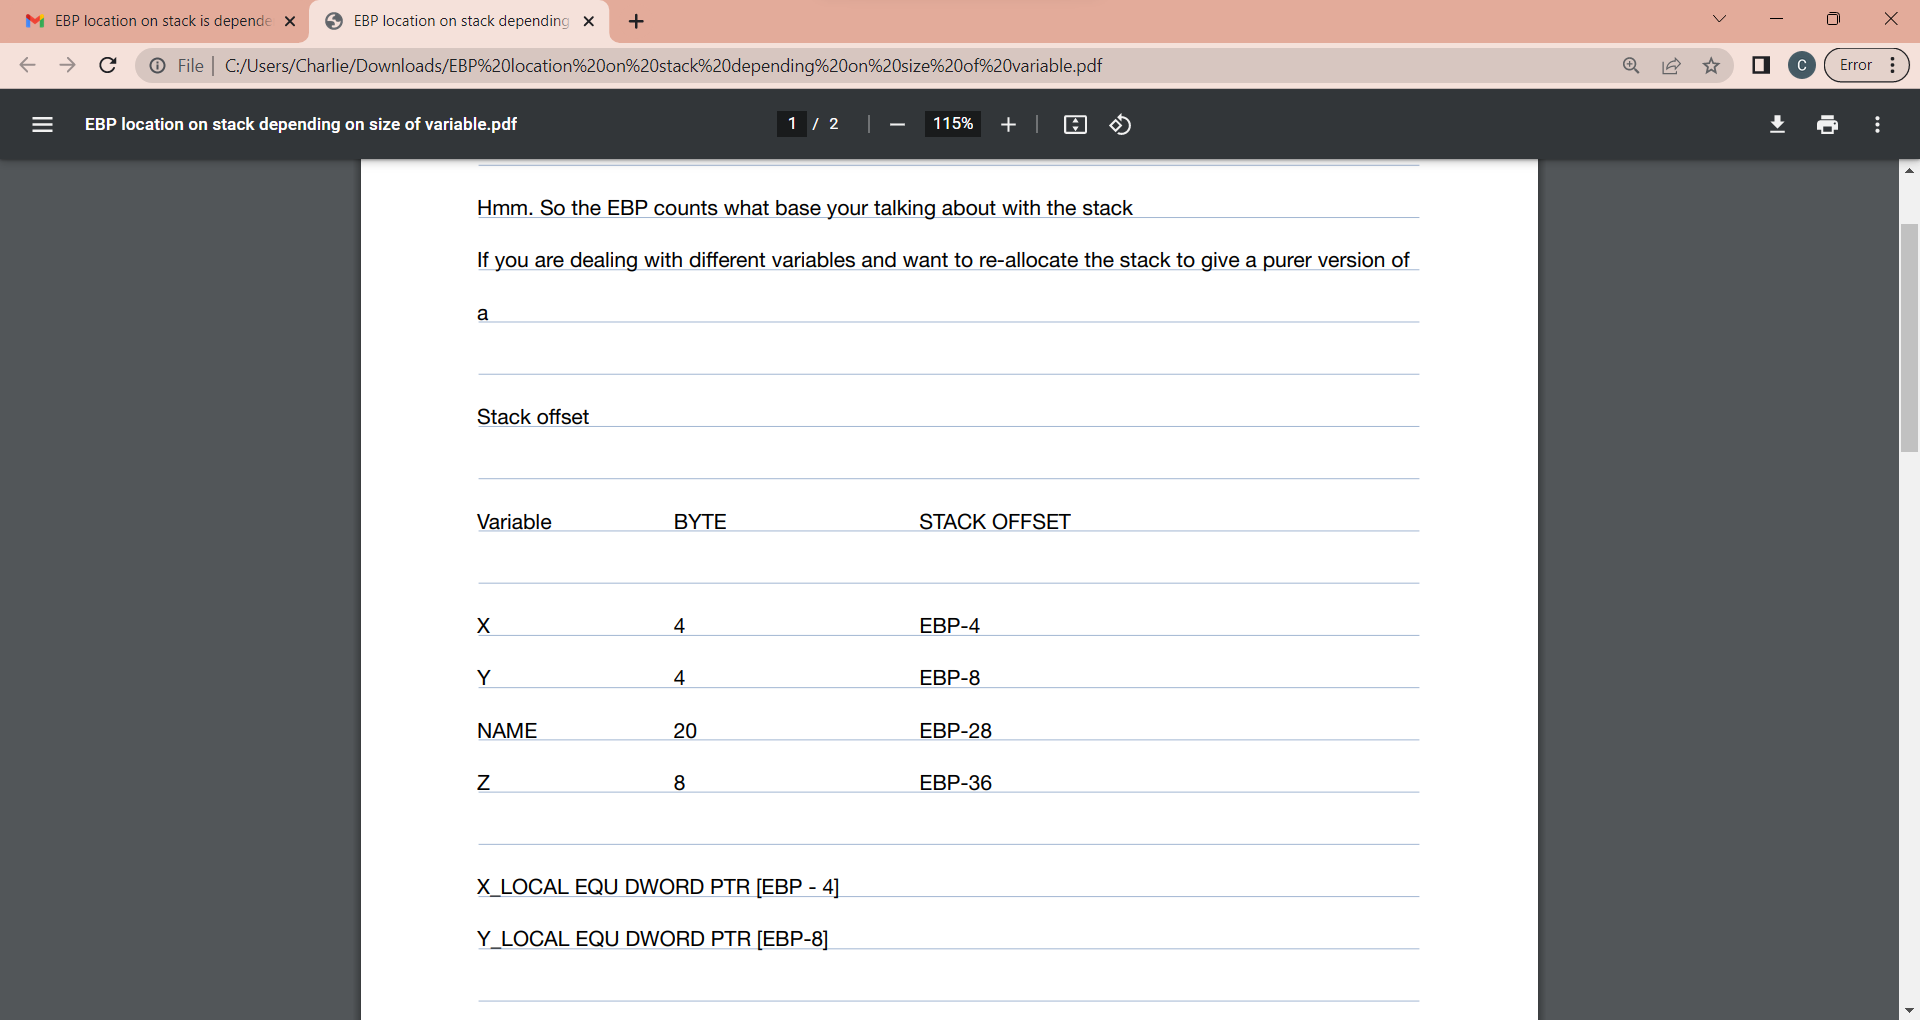 EBP location on stack is depende
EBP location on stack depending
File
C:/Users/Charlie/Downloads/EBP%20location%20on%20stack%20depending%20on%20size%20of%20variable.pdf
C
Error
EBP location on stack depending on size of variable.pdf
1 / 2
115%
Hmm. So the EBP counts what base your talking about with the stack
If you are dealing with different variables and want to re-allocate the stack to give a purer version of
a
Stack offset
Variable BYTE STACK OFFSET
X 4 EBP-4
Y 4 EBP-8
NAME 20 EBP-28
Z 8 EBP-36
X_LOCAL EQU DWORD PTR [EBP - 4]
Y_LOCAL EQU DWORD PTR [EBP-8]